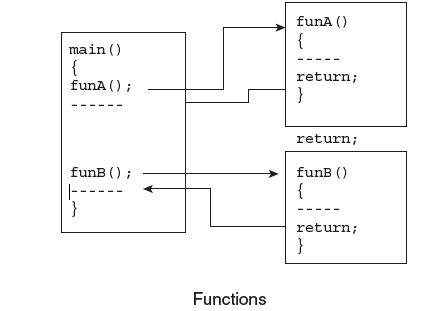 main()
{
funA();
------
funB();
|------
}
funA()
{
-----
return;
}
return;
funB()
{
-----
return;
}
Functions